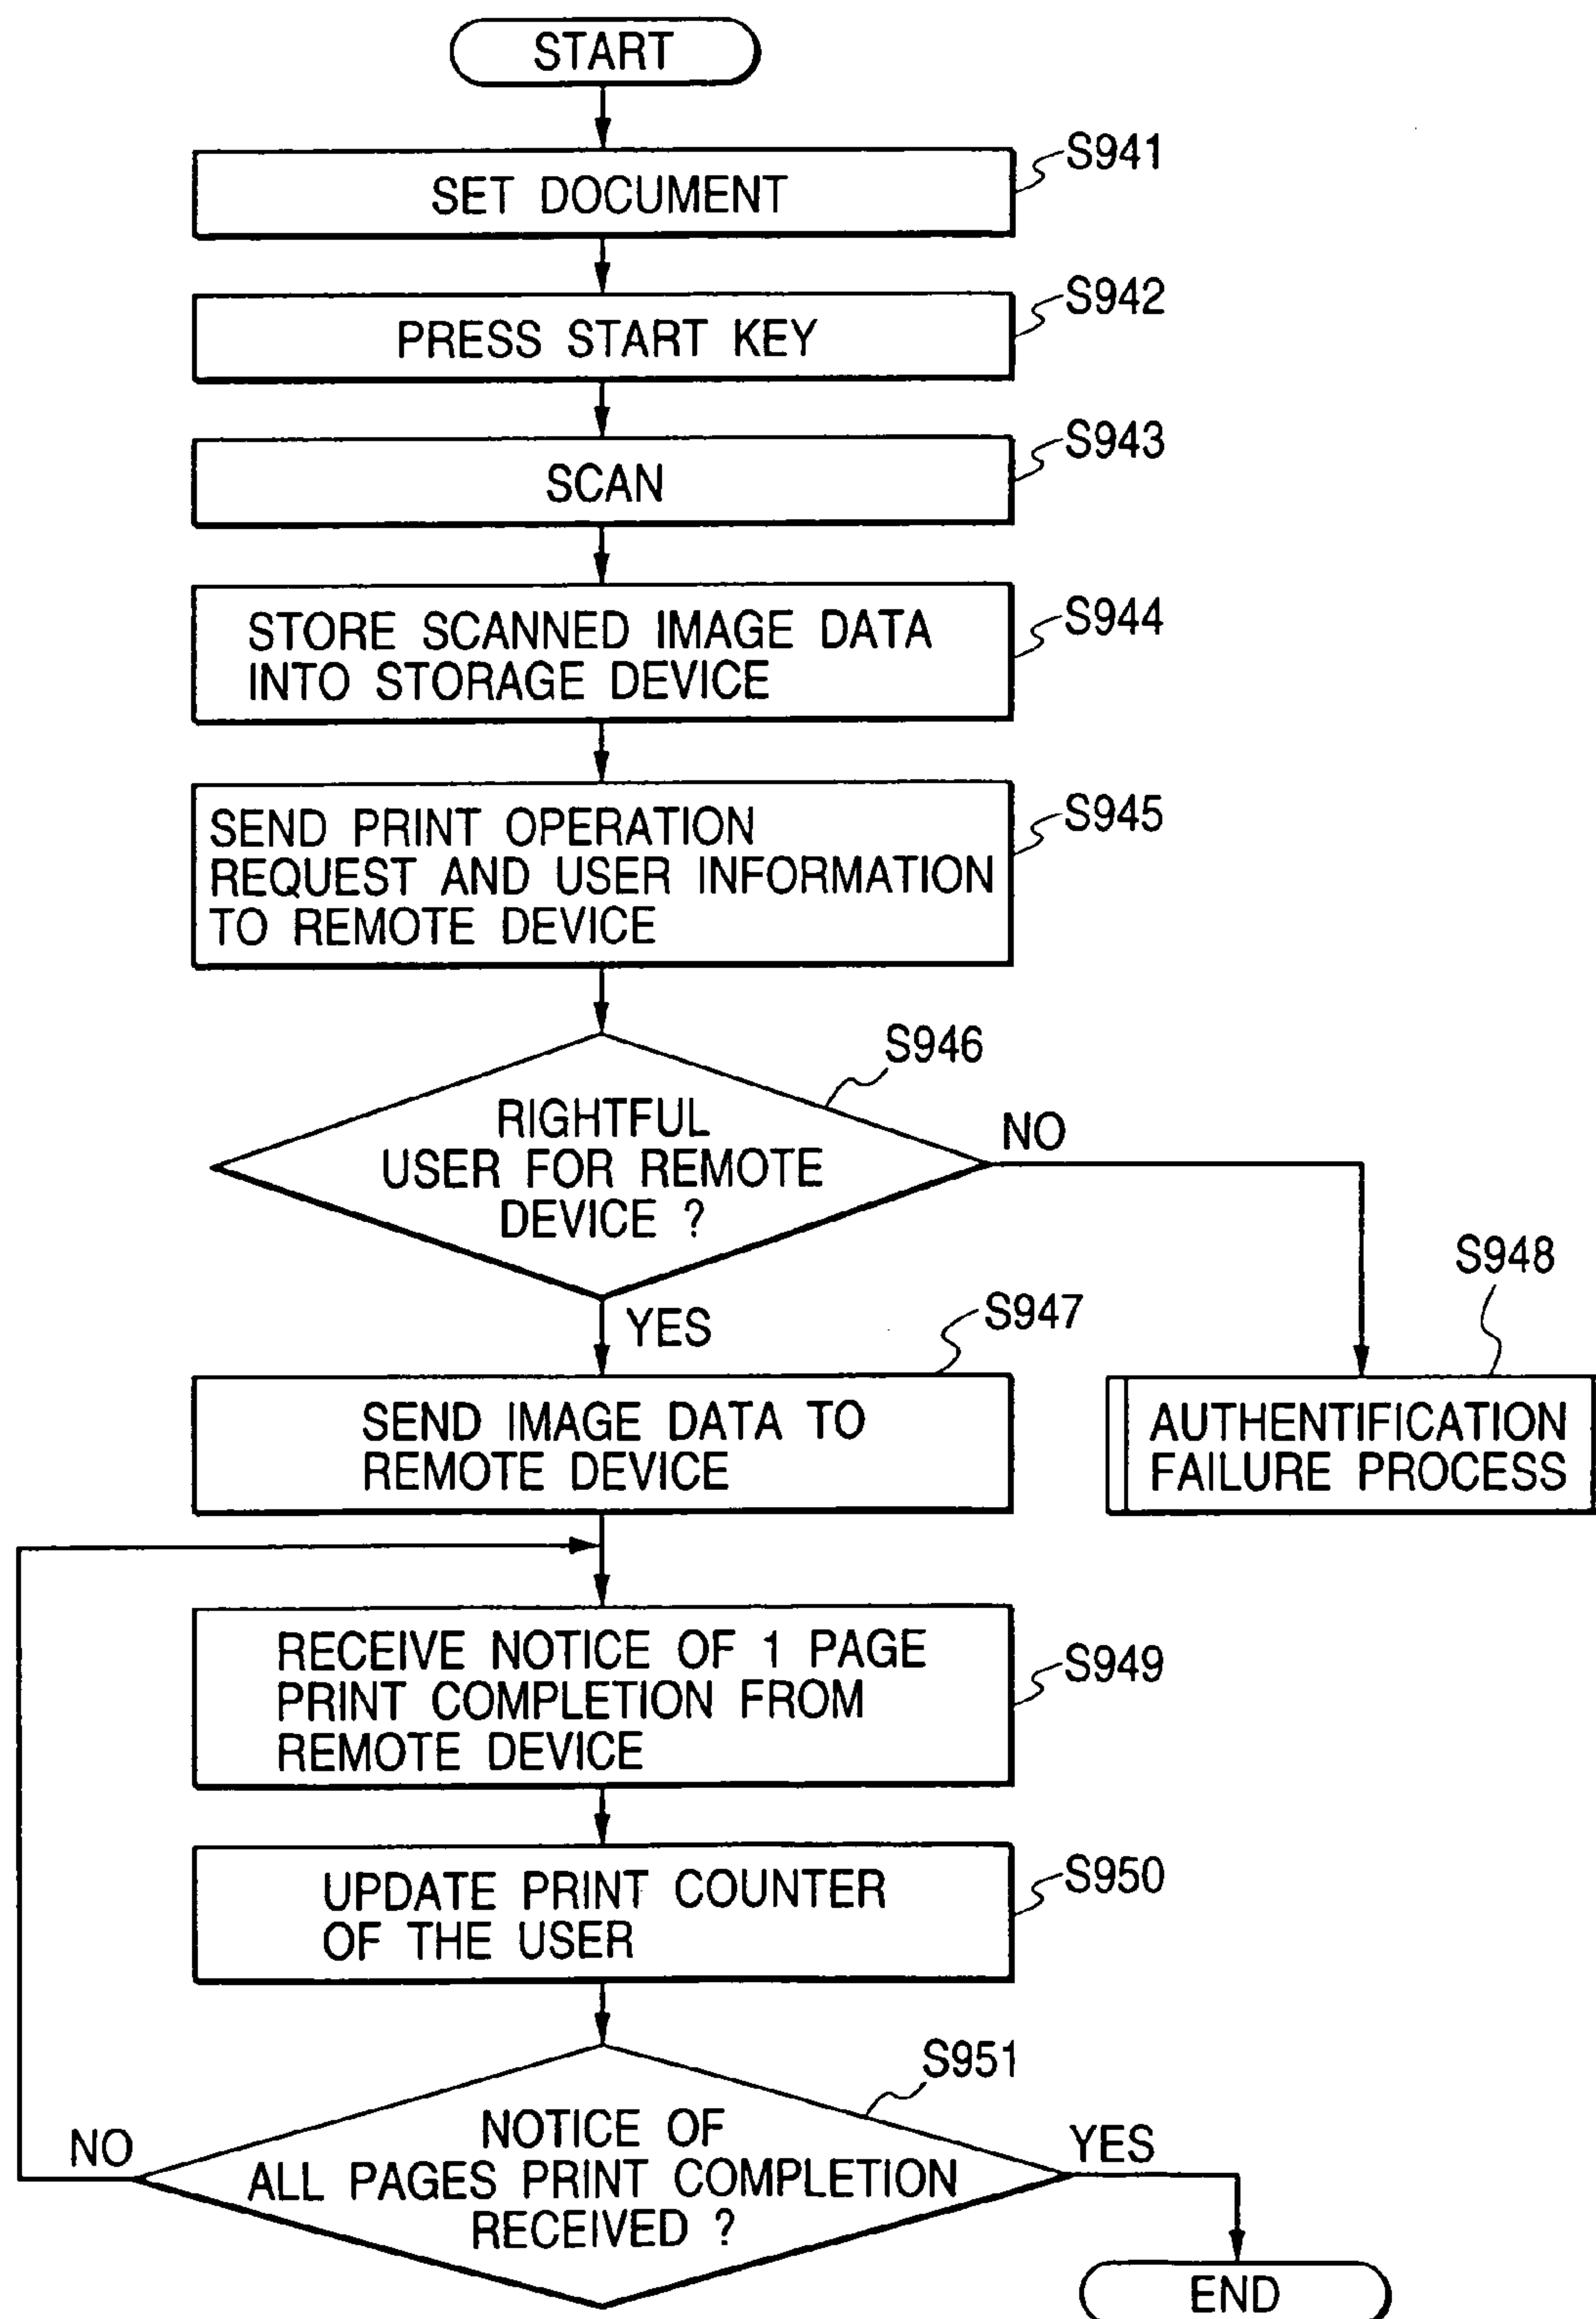 START
S941
SET DOCUMENT
S942
PRESS START KEY
S943
SCAN
S944
STORE SCANNED IMAGE DATA
INTO STORAGE DEVICE
S945
SEND PRINT OPERATION
REQUEST AND USER INFORMATION
TO REMOTE DEVICE
S946
RIGHTFUL
USER FOR REMOTE
DEVICE ?
NO
YES
S947
SEND IMAGE DATA TO
REMOTE DEVICE
S948
AUTHENTIFICATION
FAILURE PROCESS
S949
RECEIVE NOTICE OF 1 PAGE
PRINT COMPLETION FROM
REMOTE DEVICE
S950
UPDATE PRINT COUNTER
OF THE USER
S951
NOTICE OF
ALL PAGES PRINT COMPLETION
RECEIVED ?
NO
YES
END